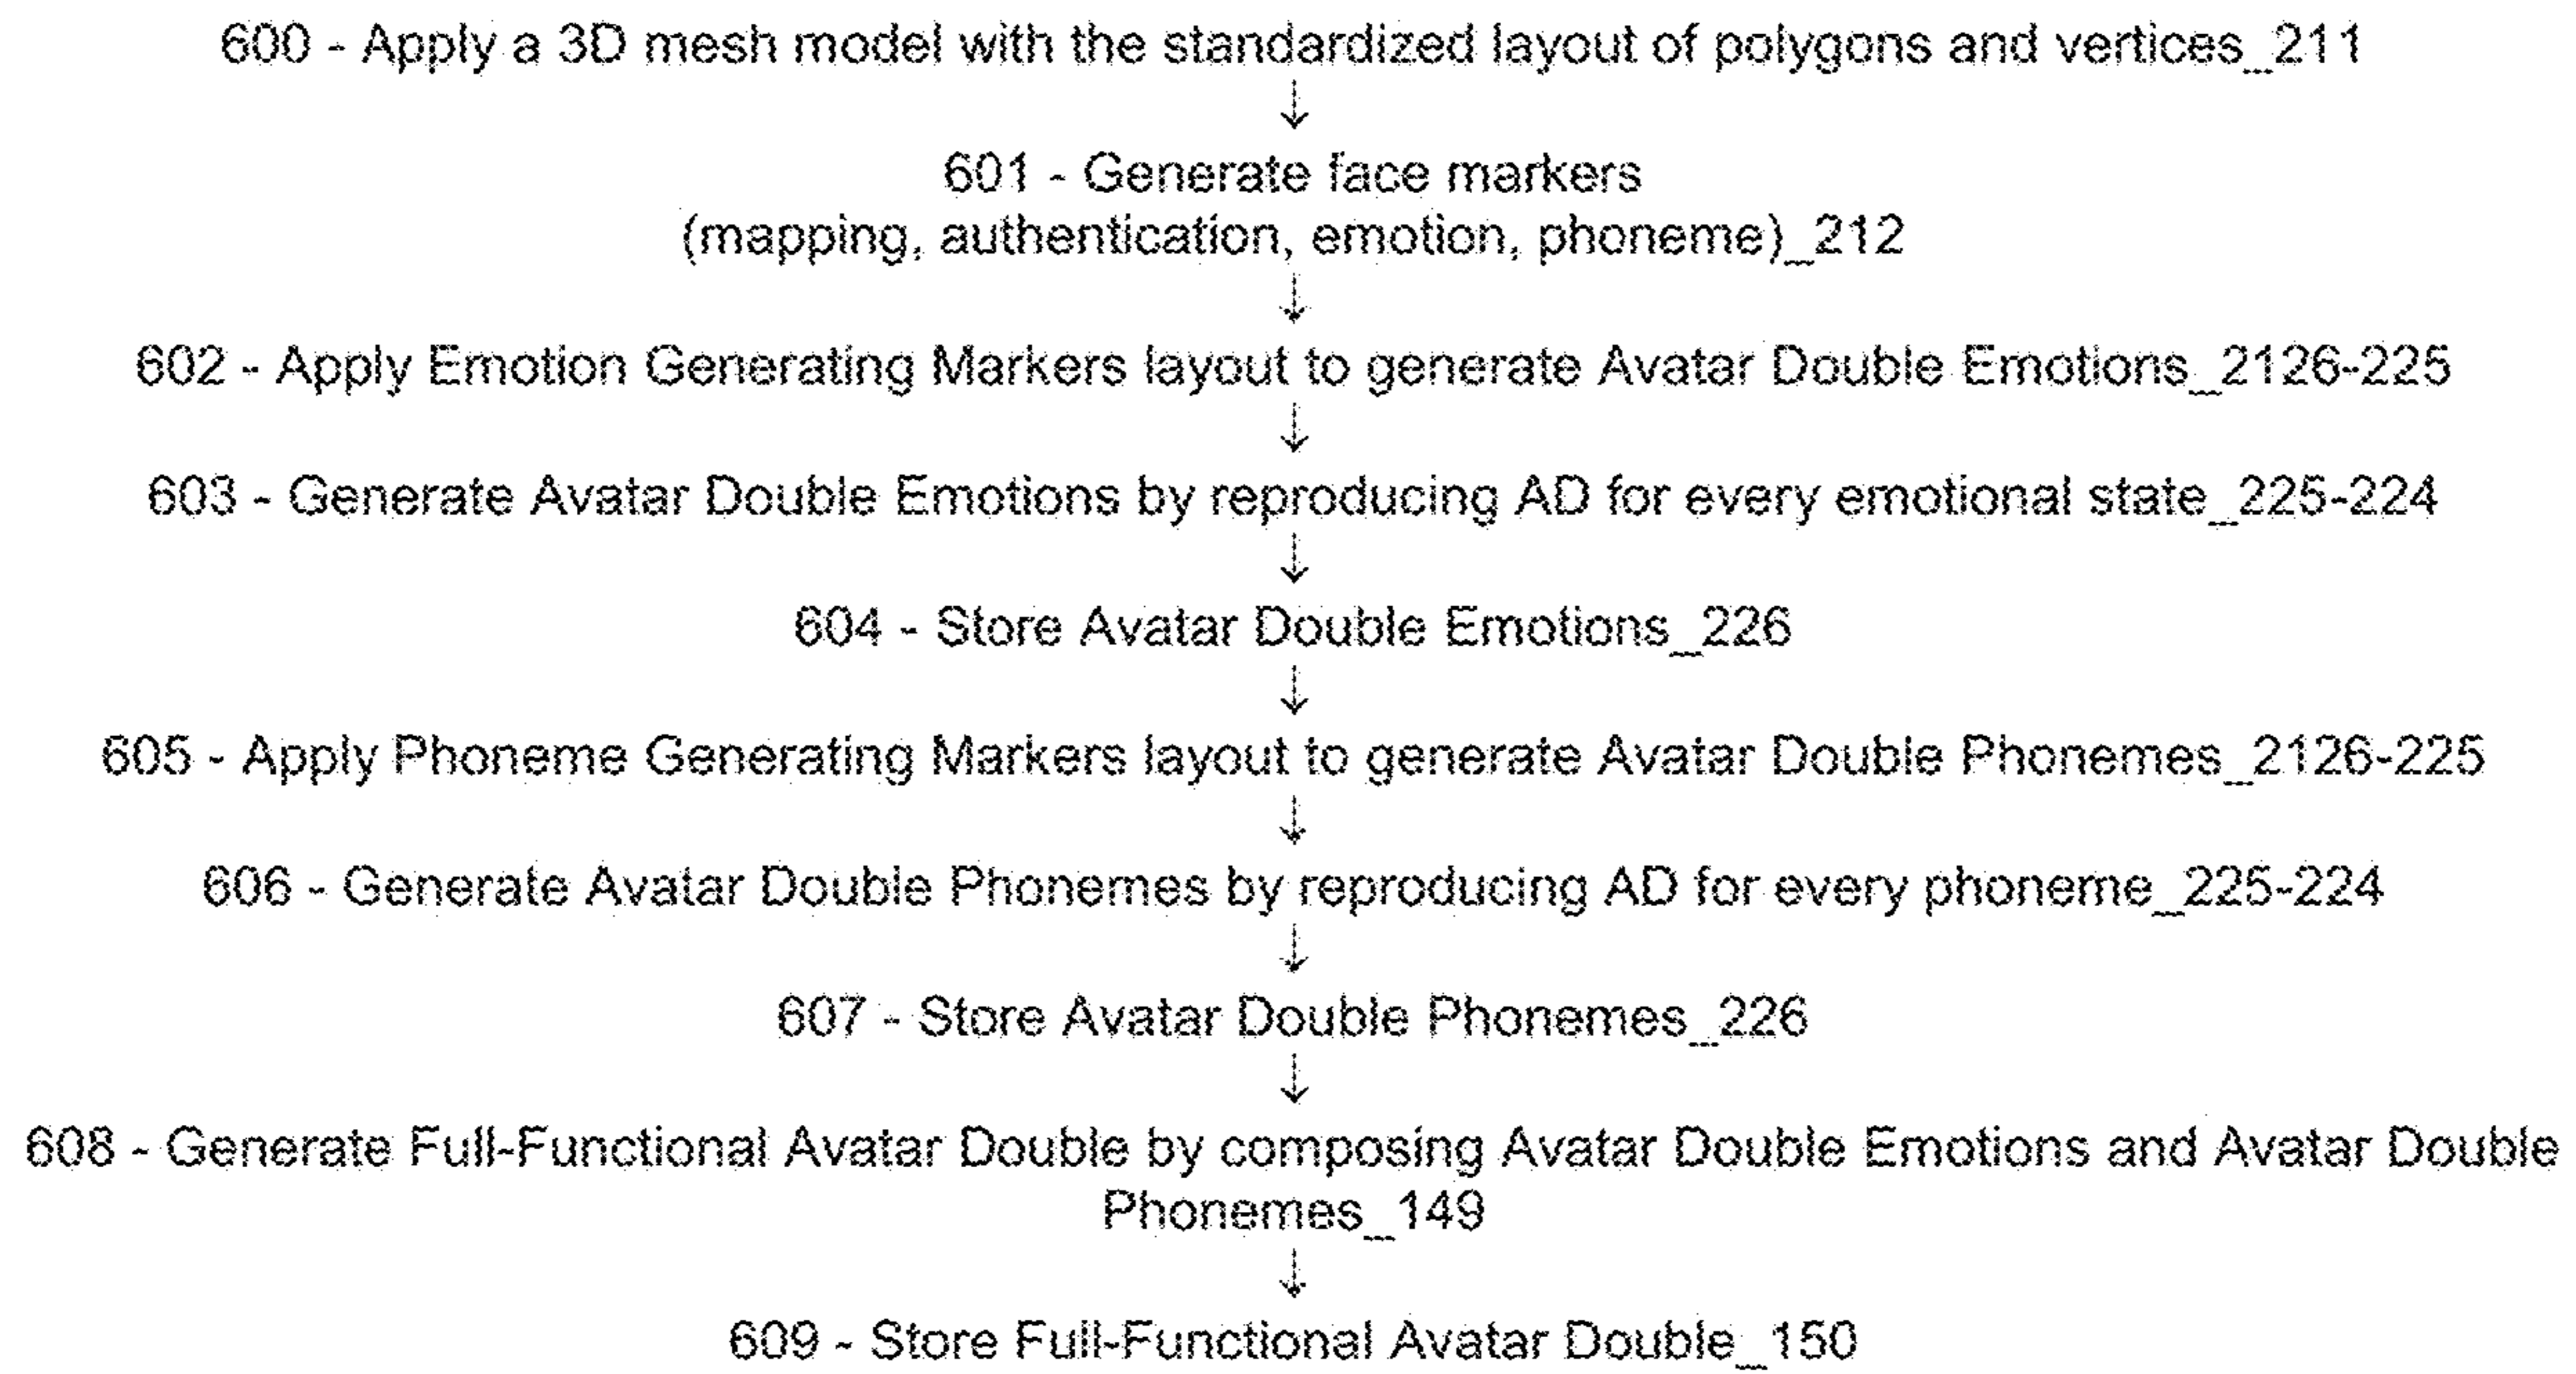 600 - Apply a 3D mesh model with the standardized layout of polygons and vertices_211
↓
601 - Generate face markers
(mapping, authentication, emotion, phoneme)_212
↓
602 - Apply Emotion Generating Markers layout to generate Avatar Double Emotions_2126-225
↓
603 - Generate Avatar Double Emotions by reproducing AD for every emotional state_225-224
↓
604 - Store Avatar Double Emotions_226
↓
605 - Apply Phoneme Generating Markers layout to generate Avatar Double Phonemes_2126-225
↓
606 - Generate Avatar Double Phonemes by reproducing AD for every phoneme_225-224
↓
607 - Store Avatar Double Phonemes_226
↓
608 - Generate Full-Functional Avatar Double by composing Avatar Double Emotions and Avatar Double
Phonemes_149
↓
609 - Store Full-Functional Avatar Double_150